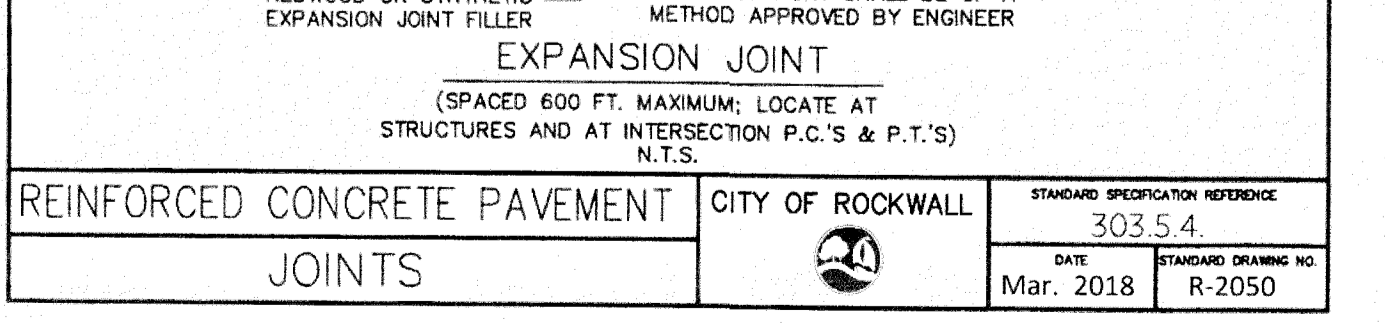 EXPANSION JOINT FILLER
METHOD APPROVED BY ENGINEER
EXPANSION JOINT
(SPACED 600 FT. MAXIMUM; LOCATE AT
STRUCTURES AND AT INTERSECTION P.C.'S & P.T.'S)
N.T.S.
REINFORCED CONCRETE PAVEMENT
JOINTS
CITY OF ROCKWALL
STANDARD SPECIFICATION REFERENCE
303.5.4.
DATE
Mar. 2018
STANDARD DRAWING NO.
R-2050